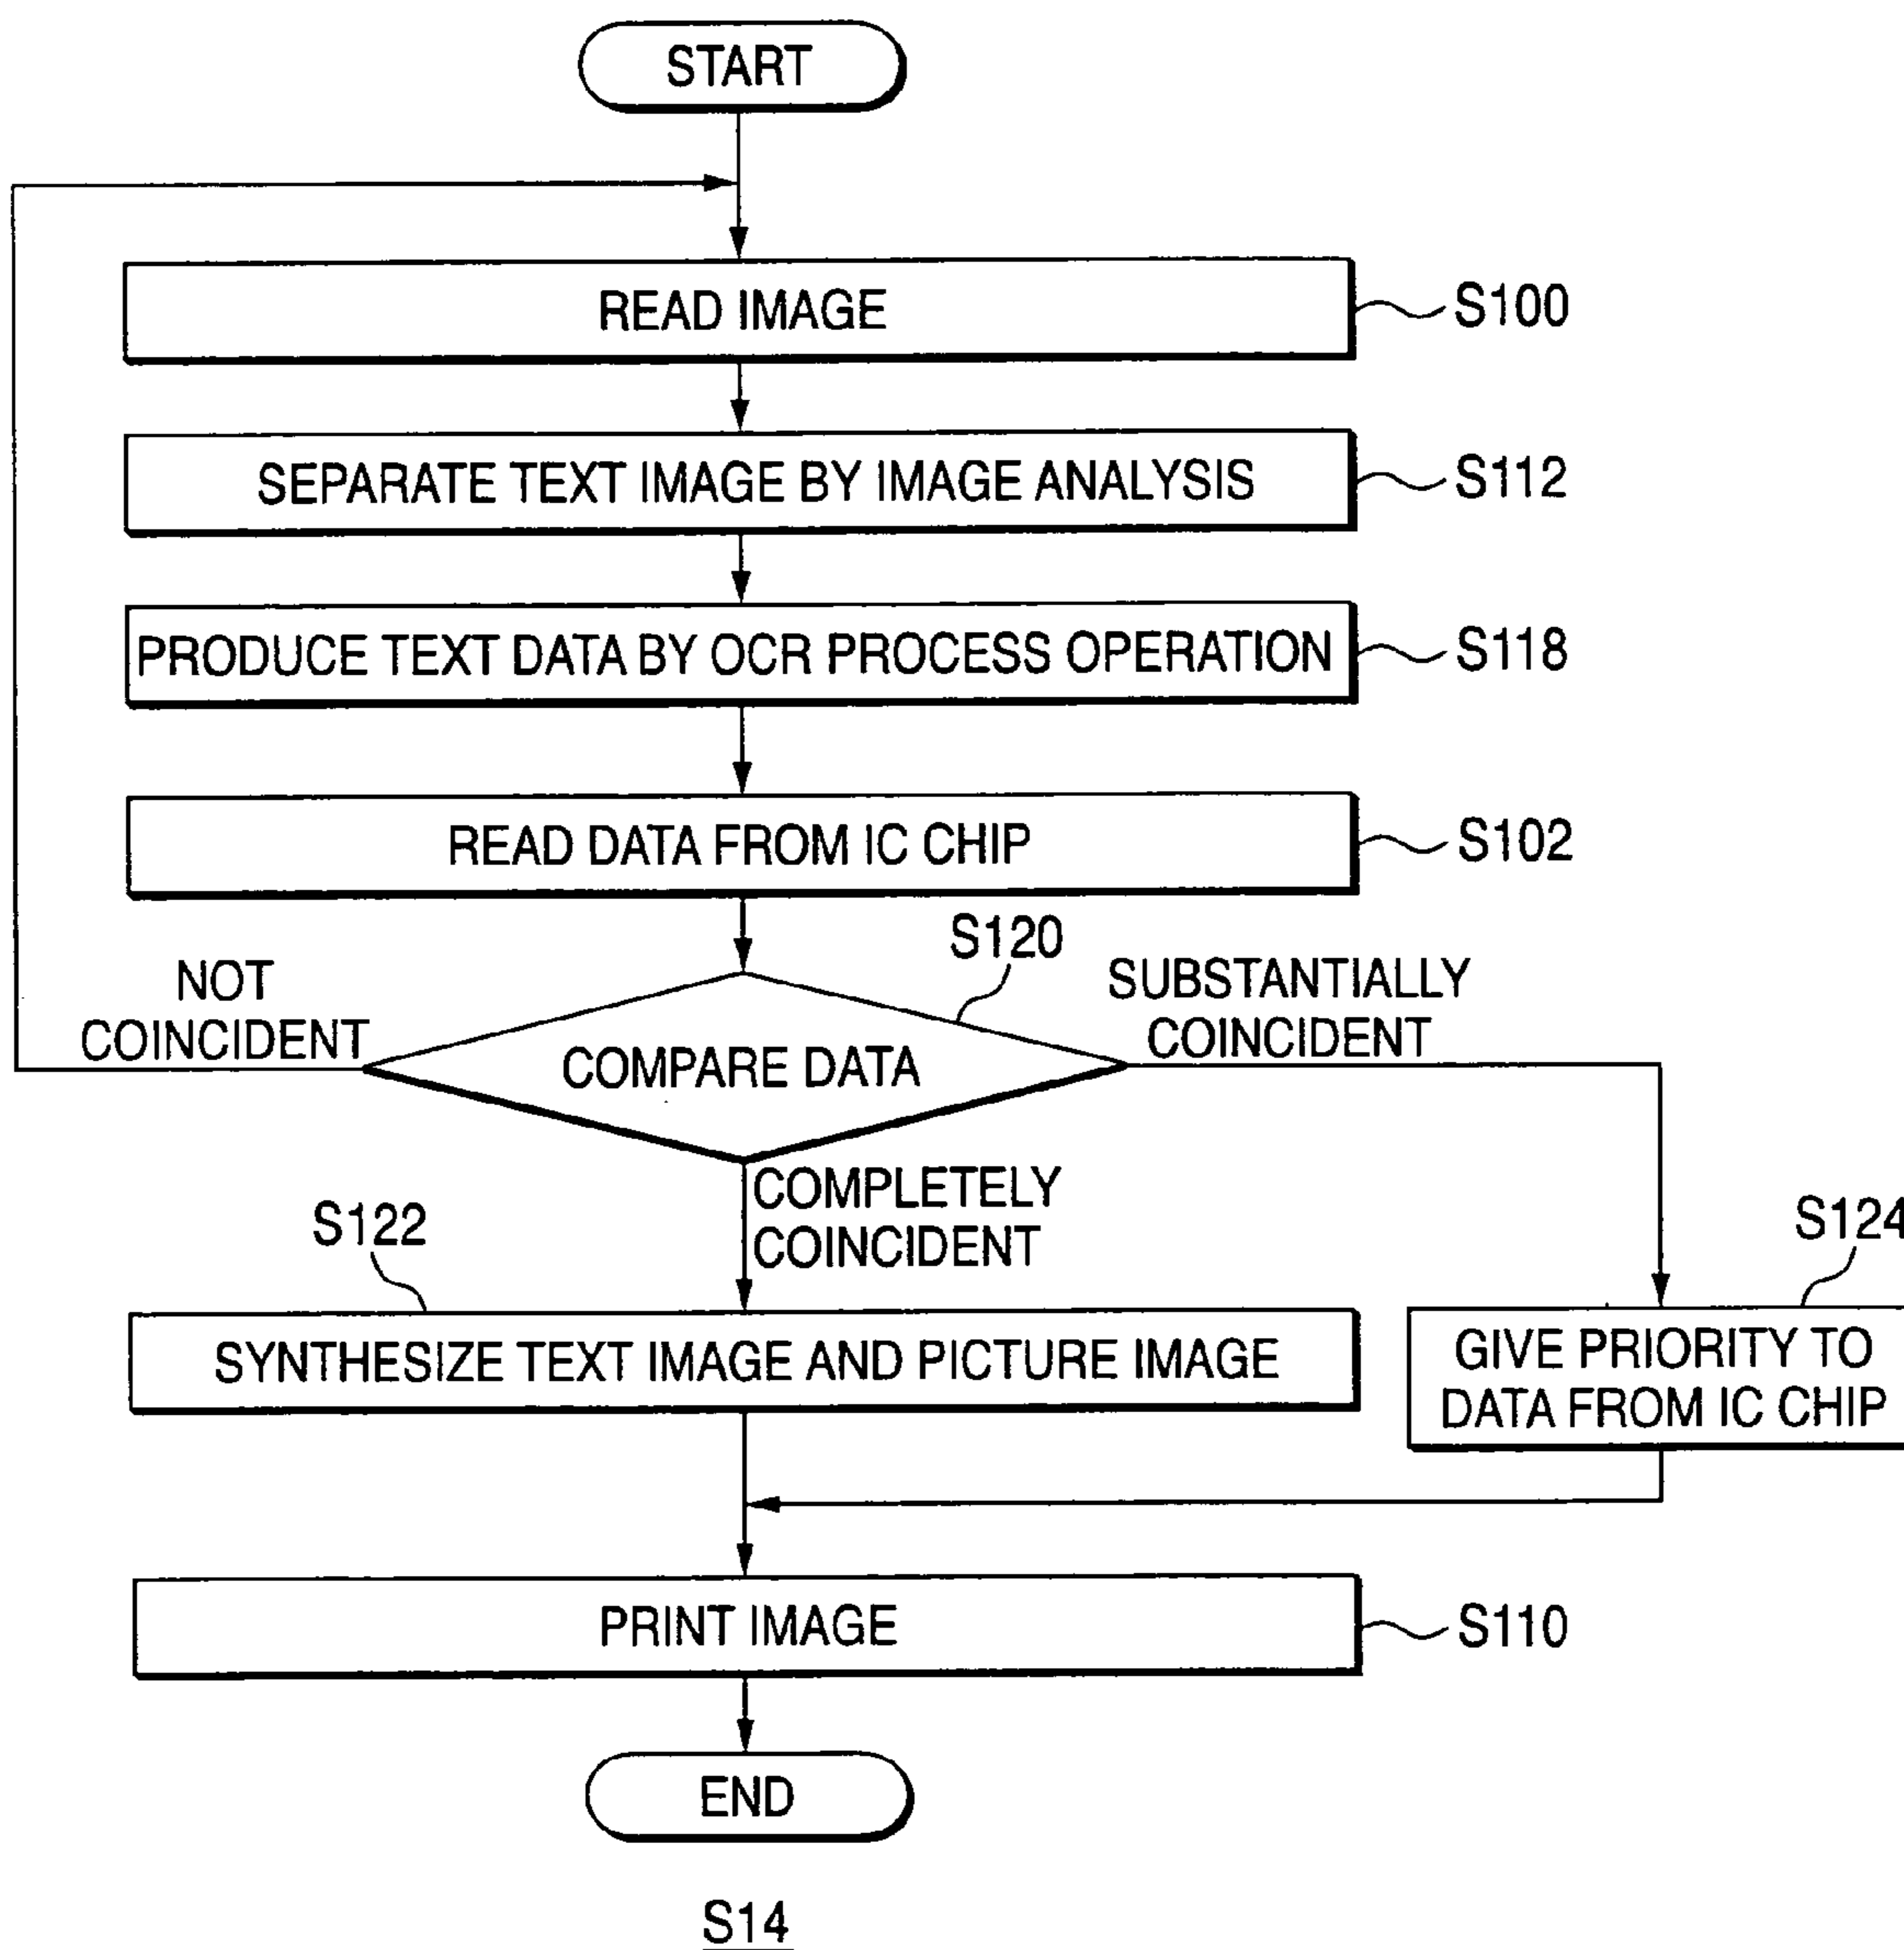 START
READ IMAGE
S100
SEPARATE TEXT IMAGE BY IMAGE ANALYSIS
S112
PRODUCE TEXT DATA BY OCR PROCESS OPERATION
S118
READ DATA FROM IC CHIP
S102
S120
NOT
COINCIDENT
SUBSTANTIALLY
COINCIDENT
COMPARE DATA
COMPLETELY
COINCIDENT
S122
S124
SYNTHESIZE TEXT IMAGE AND PICTURE IMAGE
GIVE PRIORITY TO
DATA FROM IC CHIP
PRINT IMAGE
S110
END
S14